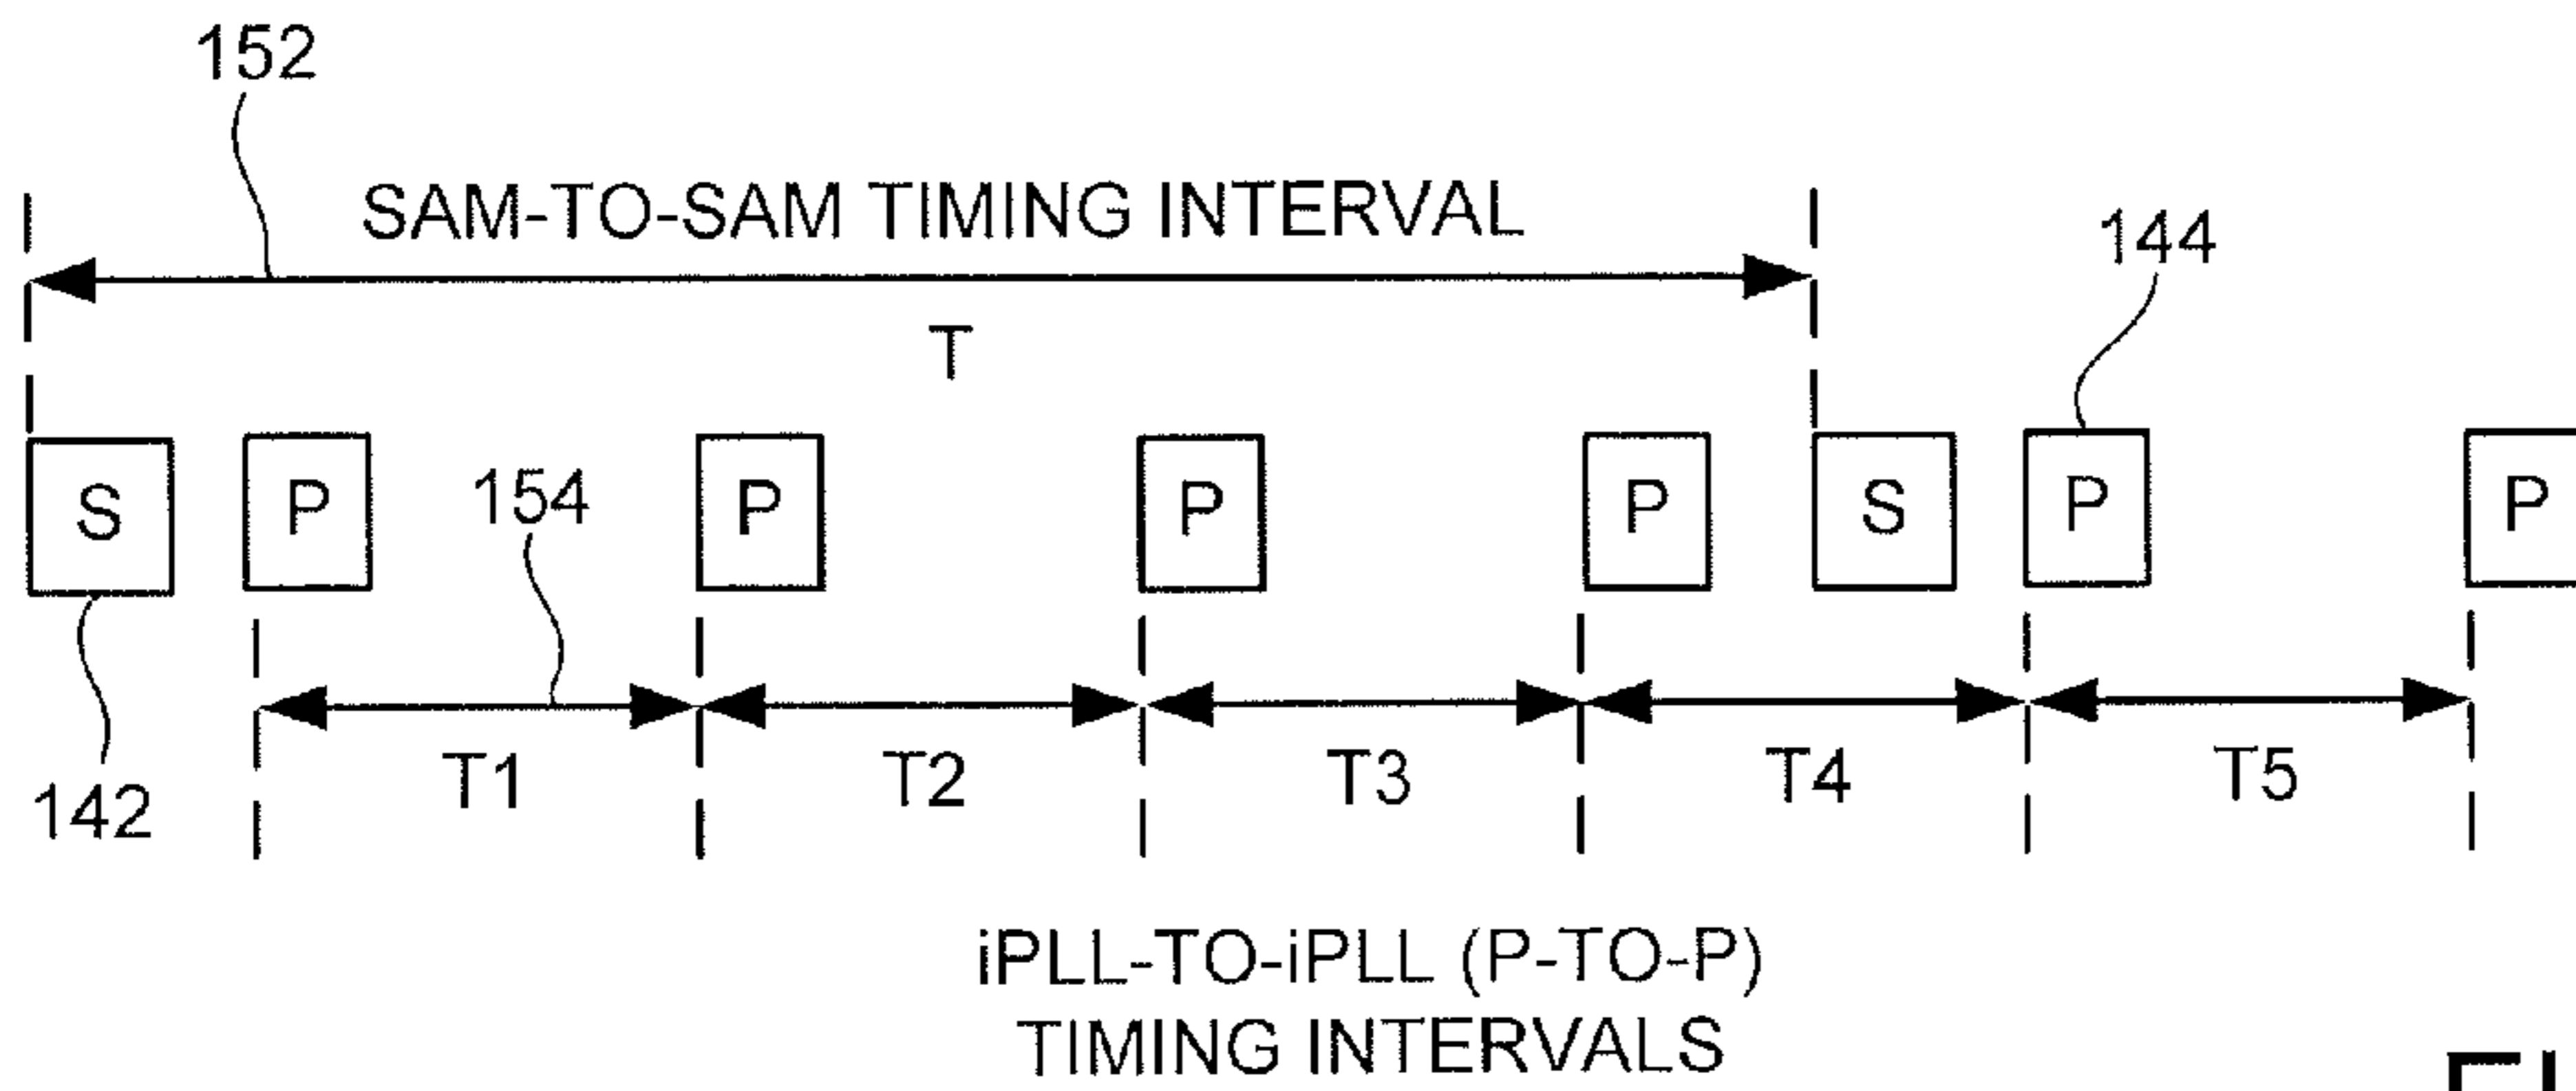 152
SAM-TO-SAM TIMING INTERVAL
144
T
S P P P P S P P
154
142
T1 T2 T3 T4 T5
iPLL-TO-iPLL (P-TO-P)
TIMING INTERVALS